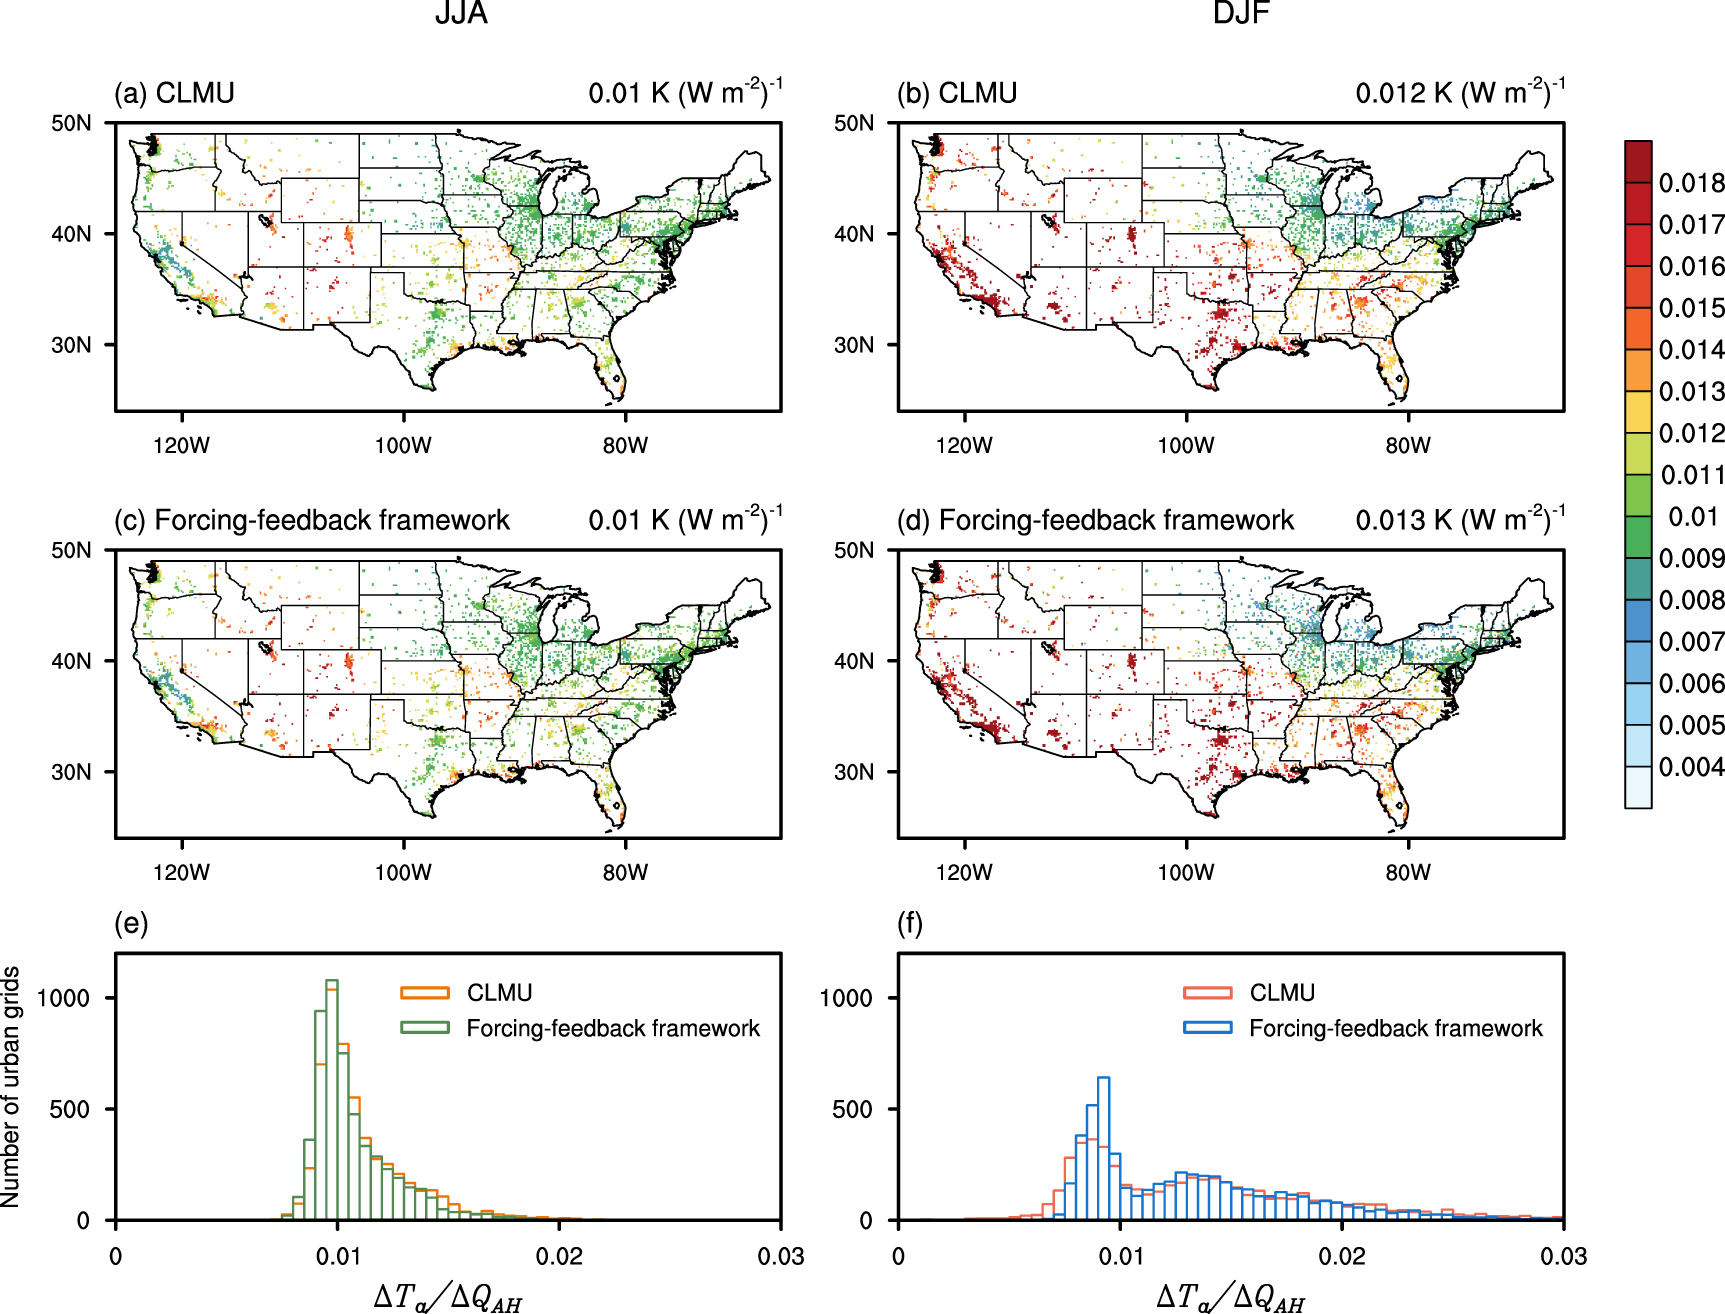 JJA
DJF
(a) CLMU 0.01 K (W m-2)-1
(b) CLMU 0.012 K (W m-2)-1
50N
40N
30N
120W 100W 80W
50N
40N
30N
120W 100W 80W
0.018
0.017
0.016
0.015
0.014
0.013
0.012
0.011
0.01
0.009
0.008
0.007
0.006
0.005
0.004
(c) Forcing-feedback framework 0.01 K (W m-2)-1
(d) Forcing-feedback framework 0.013 K (W m-2)-1
50N
40N
30N
120W 100W 80W
50N
40N
30N
120W 100W 80W
(e)
Number of urban grids
1000
500
0
CLMU
Forcing-feedback framework
0 0.01 0.02 0.03
ΔTa/ΔQAH
(f)
1000
500
0
CLMU
Forcing-feedback framework
0 0.01 0.02 0.03
ΔTa/ΔQAH